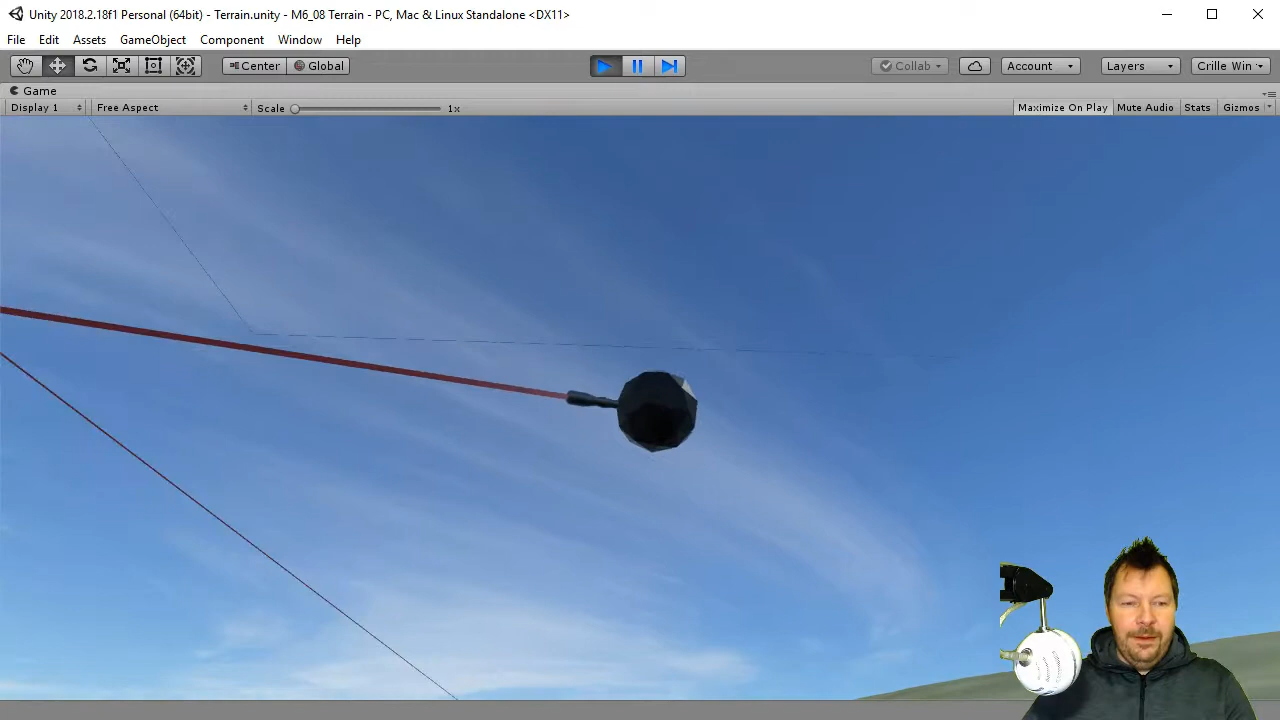 Unity 2018.2.18f1 Personal (64bit) - Terrain.unity - M6_08 Terrain - PC, Mac & Linux Standalone <DX11>
File Edit Assets GameObject Component Window Help
Center Global Collab Account Layers Crille Win
Game
Display 1 Free Aspect Scale 1x Maximize On Play Mute Audio Stats Gizmos